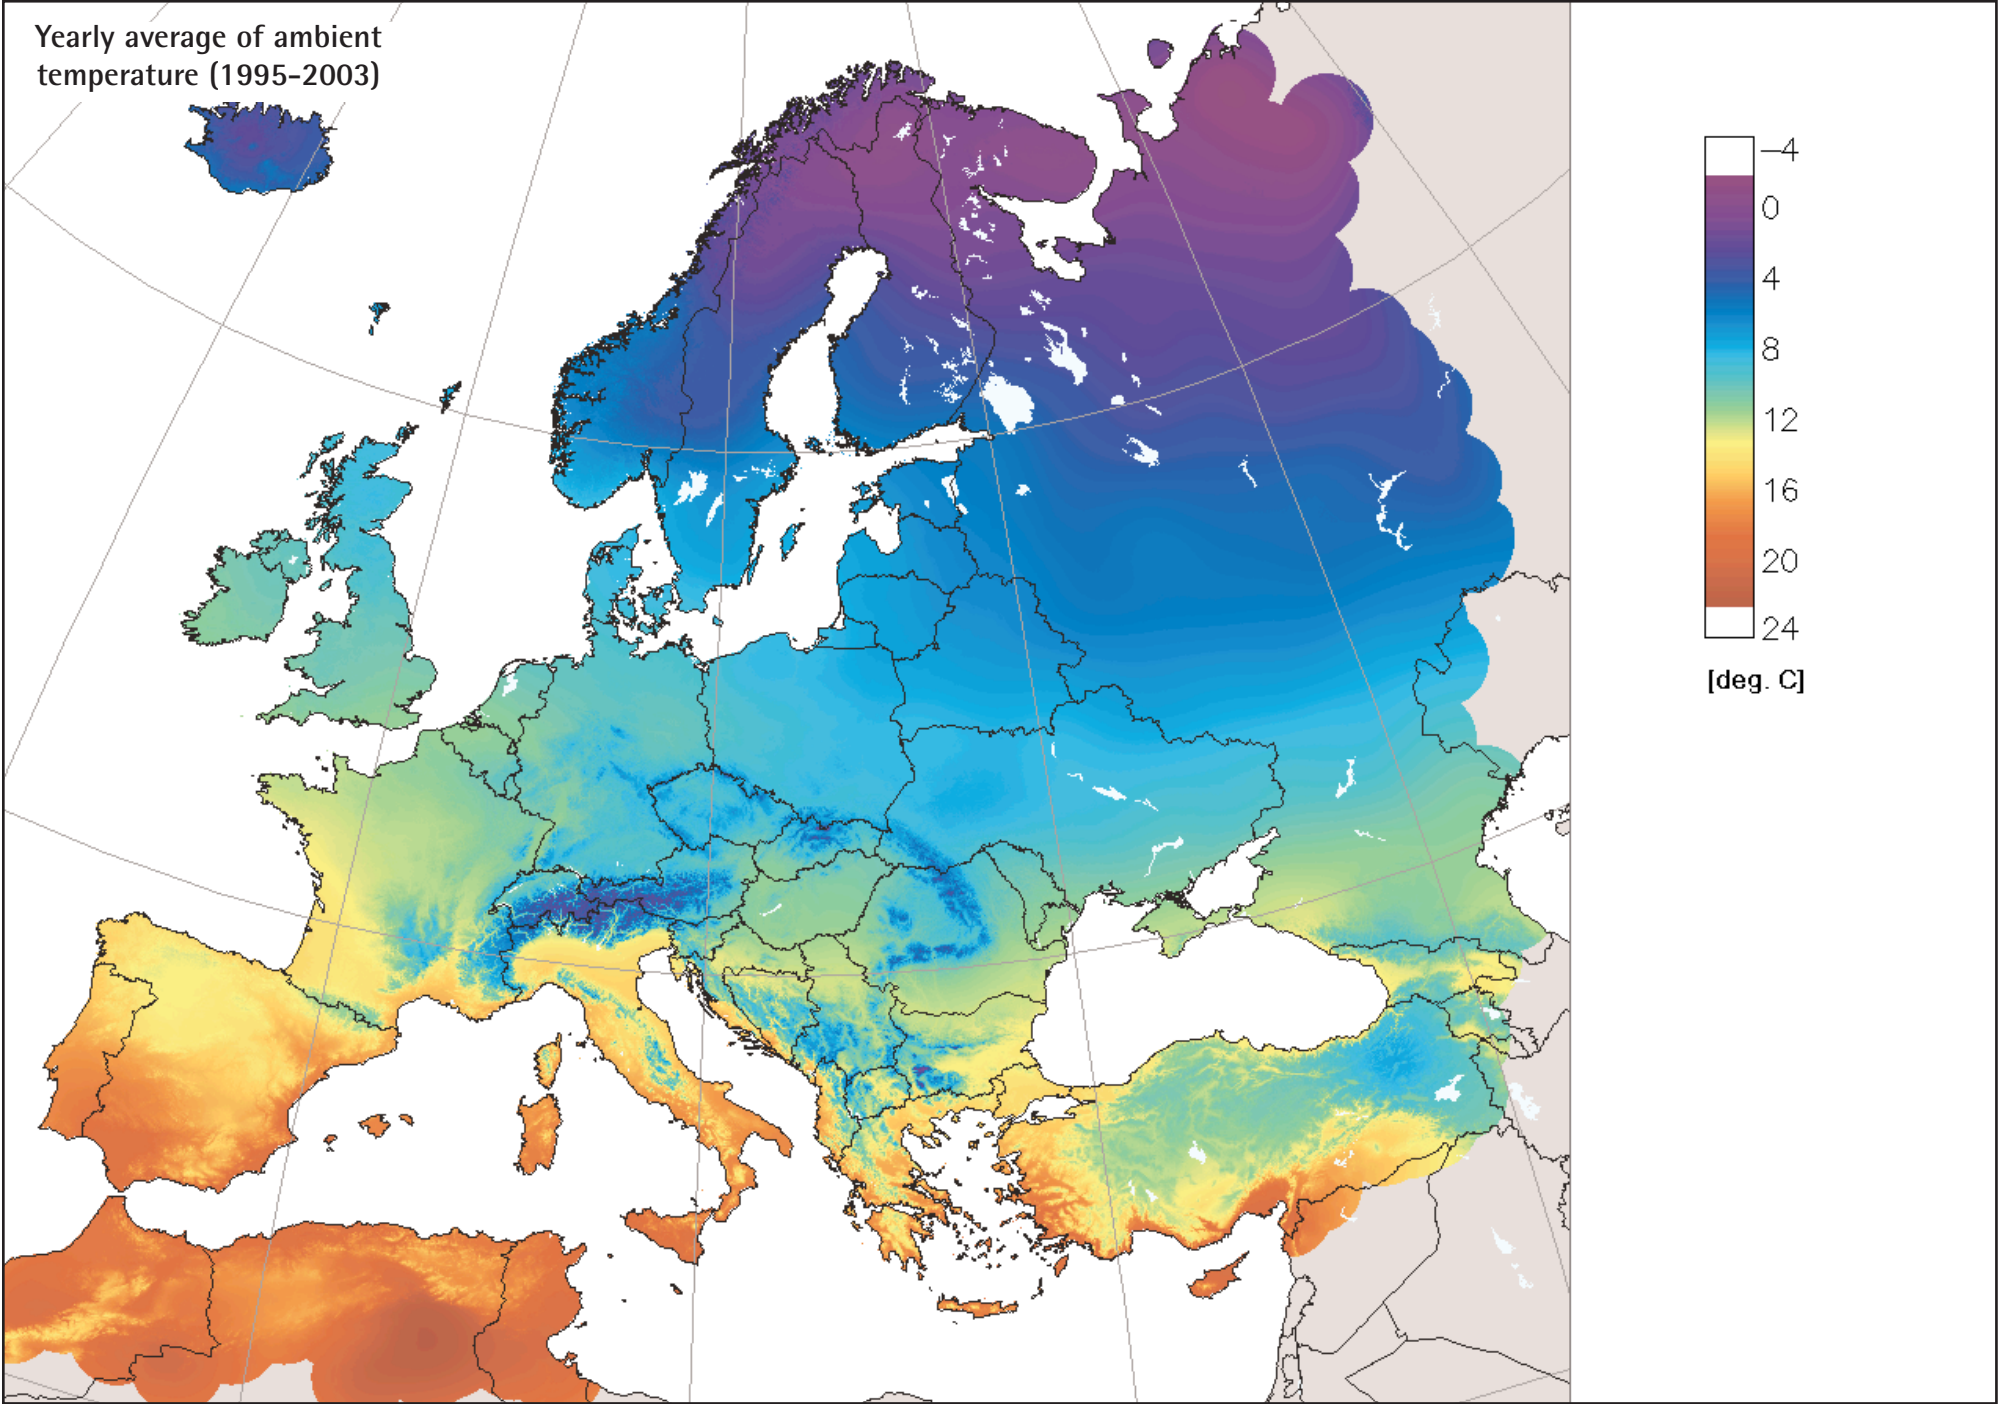 Yearly average of ambient
temperature (1995-2003)
−4
0
4
8
12
16
20
24
[deg. C]